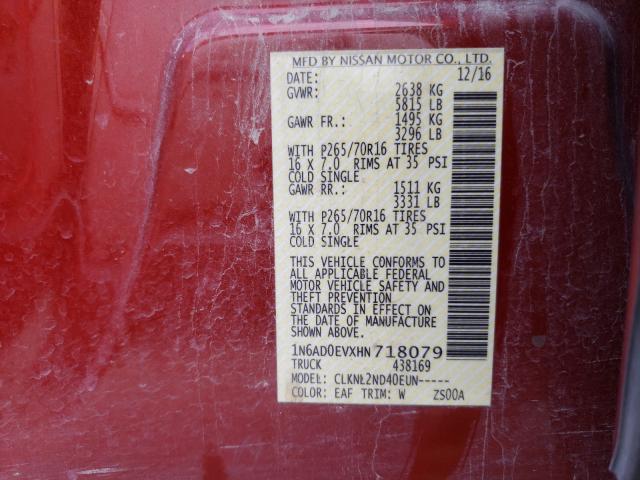 MFD BY NISSAN MOTOR CO., LTD.
DATE: 12/16
GVWR: 2638 KG
5815 LB
GAWR FR.: 1495 KG
3296 LB
WITH P265/70R16 TIRES
16 X 7.0 RIMS AT 35 PSI
COLD SINGLE
GAWR RR.: 1511 KG
3331 LB
WITH P265/70R16 TIRES
16 X 7.0 RIMS AT 35 PSI
COLD SINGLE
THIS VEHICLE CONFORMS TO
ALL APPLICABLE FEDERAL
MOTOR VEHICLE SAFETY AND
THEFT PREVENTION
STANDARDS IN EFFECT ON
THE DATE OF MANUFACTURE
SHOWN ABOVE.
1N6AD0EVXHN718079
TRUCK 438169
MODEL: CLKNL2ND40EUN-----
COLOR: EAF TRIM: W ZS00A